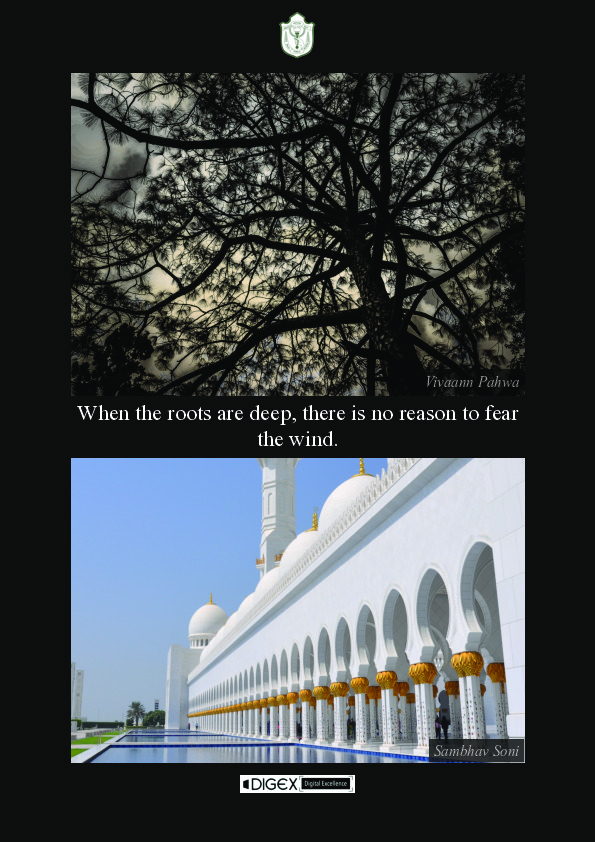 Vivaann Pahwa
When the roots are deep, there is no reason to fear
the wind.
Sambhav Soni
DIGEX Digital Excellence